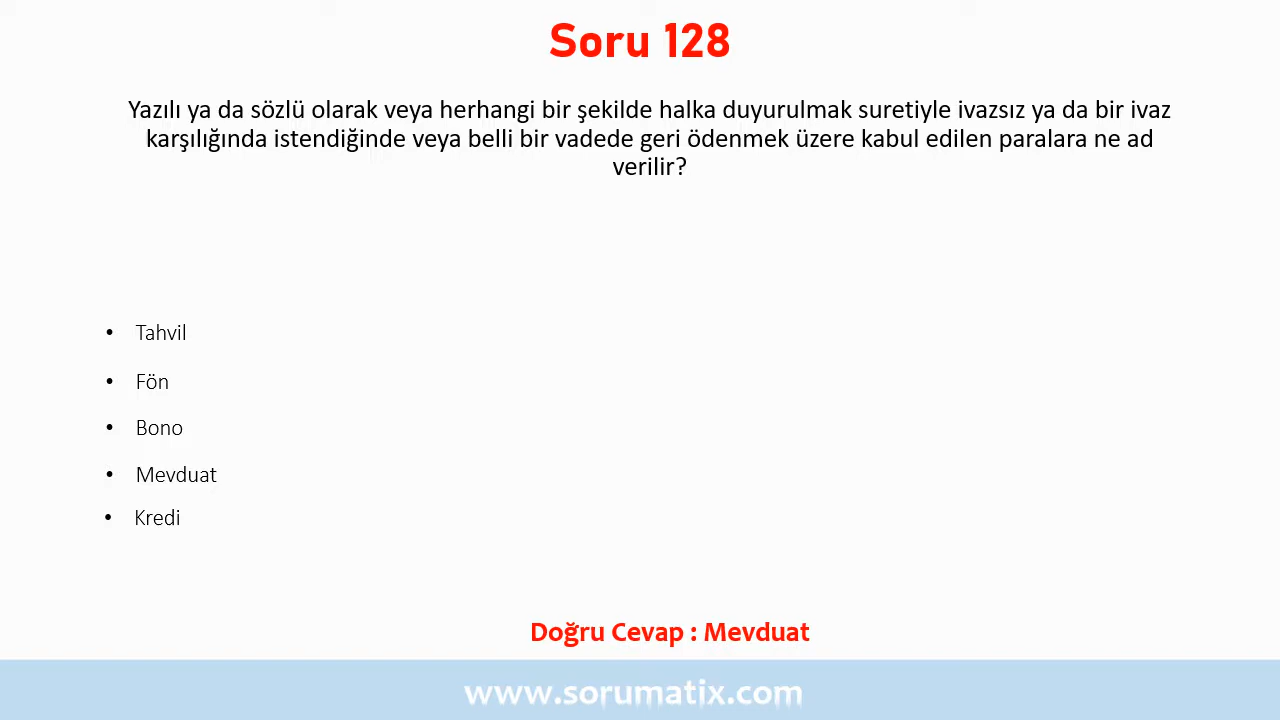 Soru 128
Yazılı ya da sözlü olarak veya herhangi bir şekilde halka duyurulmak suretiyle ivazsız ya da bir ivaz
karşılığında istendiğinde veya belli bir vadede geri ödenmek üzere kabul edilen paralara ne ad
verilir?
• Tahvil
• Fön
• Bono
• Mevduat
• Kredi
Doğru Cevap : Mevduat
www.sorumatix.com